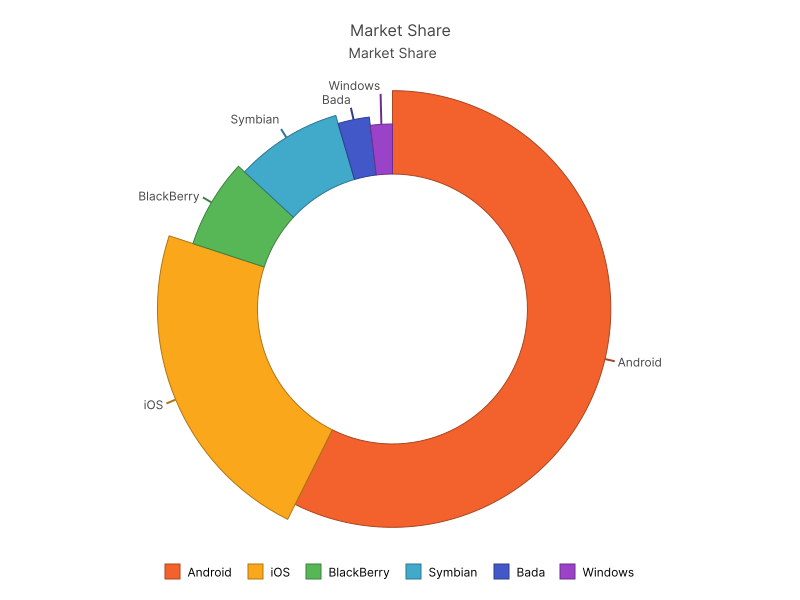 Market Share
Market Share
Windows
Bada
Symbian
BlackBerry
Android
iOS
Android iOS BlackBerry Symbian Bada Windows